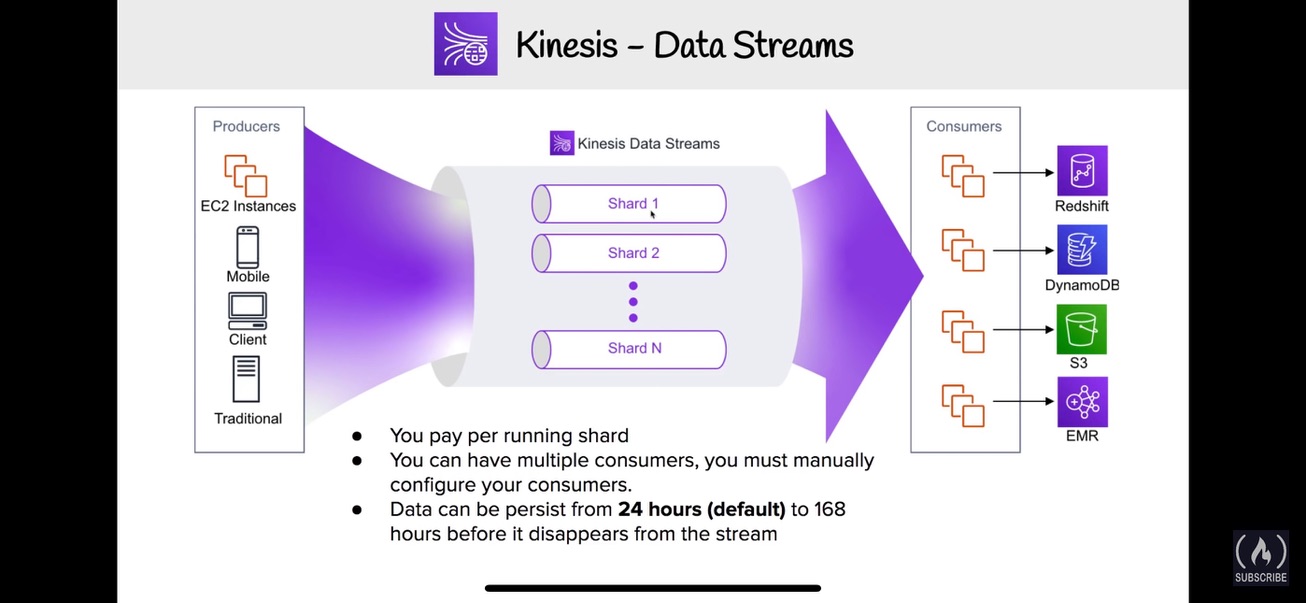 Kinesis – Data Streams
Producers
EC2 Instances
Mobile
Client
Traditional
Kinesis Data Streams
Shard 1
Shard 2
Shard N
Consumers
Redshift
DynamoDB
S3
EMR
● You pay per running shard
● You can have multiple consumers, you must manually
configure your consumers.
● Data can be persist from 24 hours (default) to 168
hours before it disappears from the stream
SUBSCRIBE